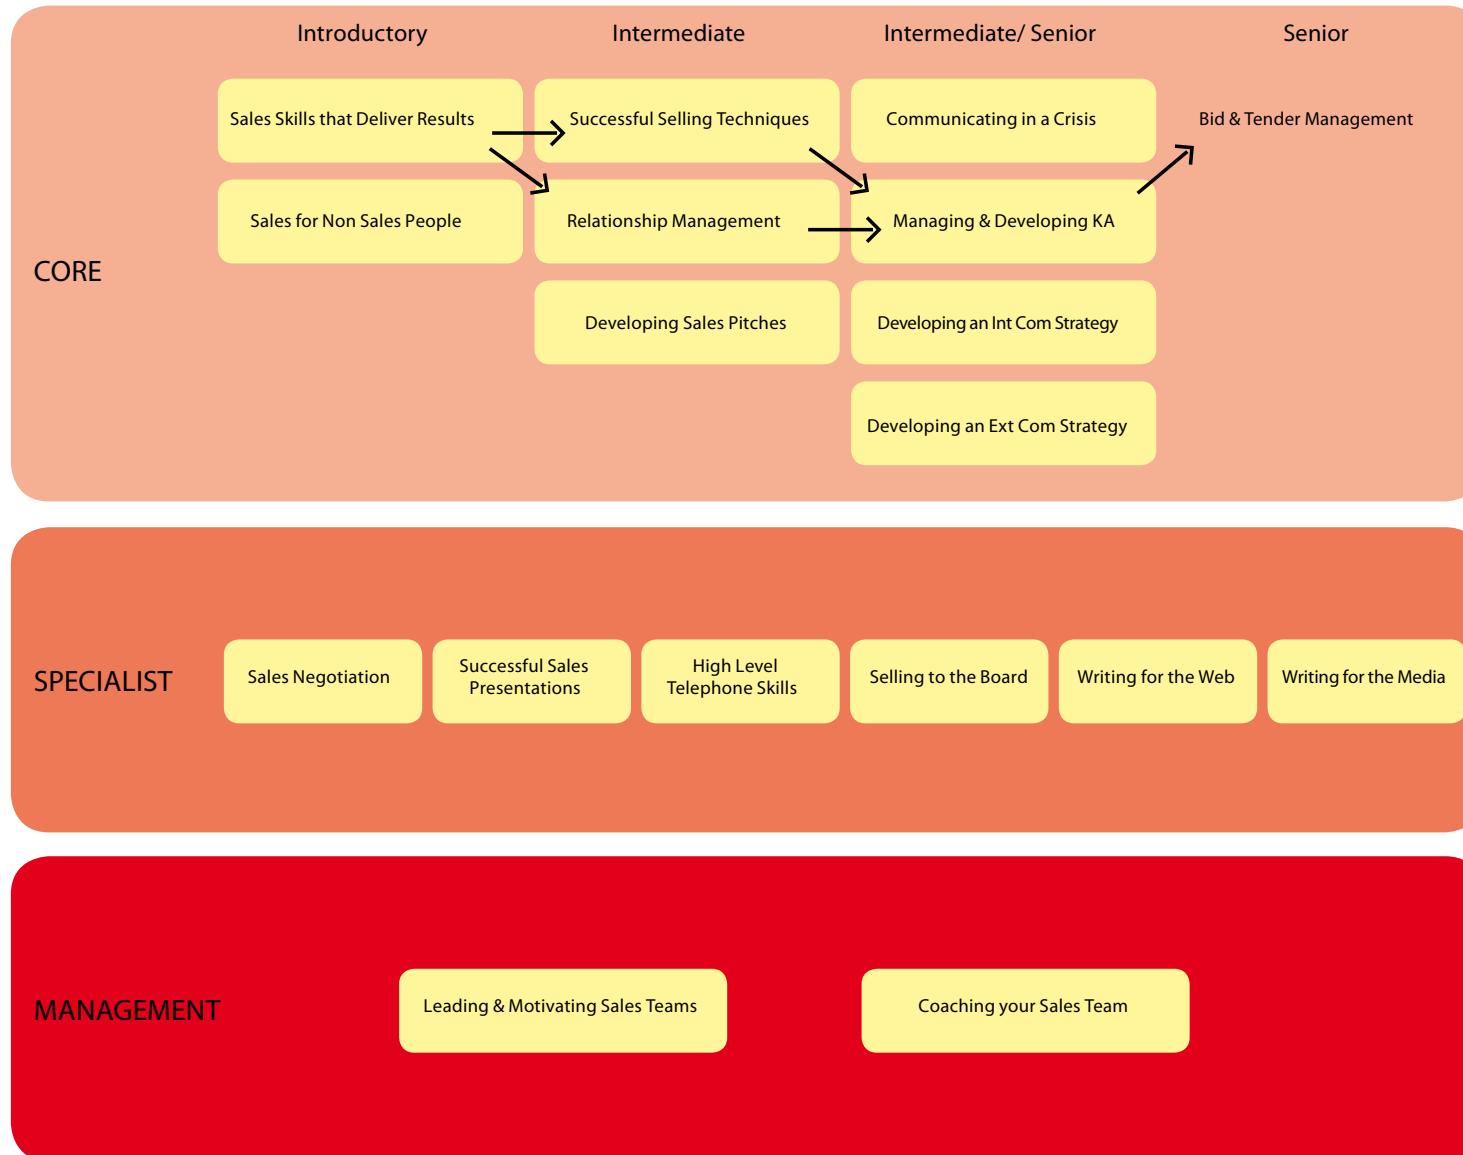 Introductory
Intermediate
Intermediate/ Senior
Senior
Sales Skills that Deliver Results
Successful Selling Techniques
Communicating in a Crisis
Bid & Tender Management
Sales for Non Sales People
Relationship Management
Managing & Developing KA
CORE
Developing Sales Pitches
Developing an Int Com Strategy
Developing an Ext Com Strategy
SPECIALIST
Sales Negotiation
Successful Sales
Presentations
High Level
Telephone Skills
Selling to the Board
Writing for the Web
Writing for the Media
MANAGEMENT
Leading & Motivating Sales Teams
Coaching your Sales Team